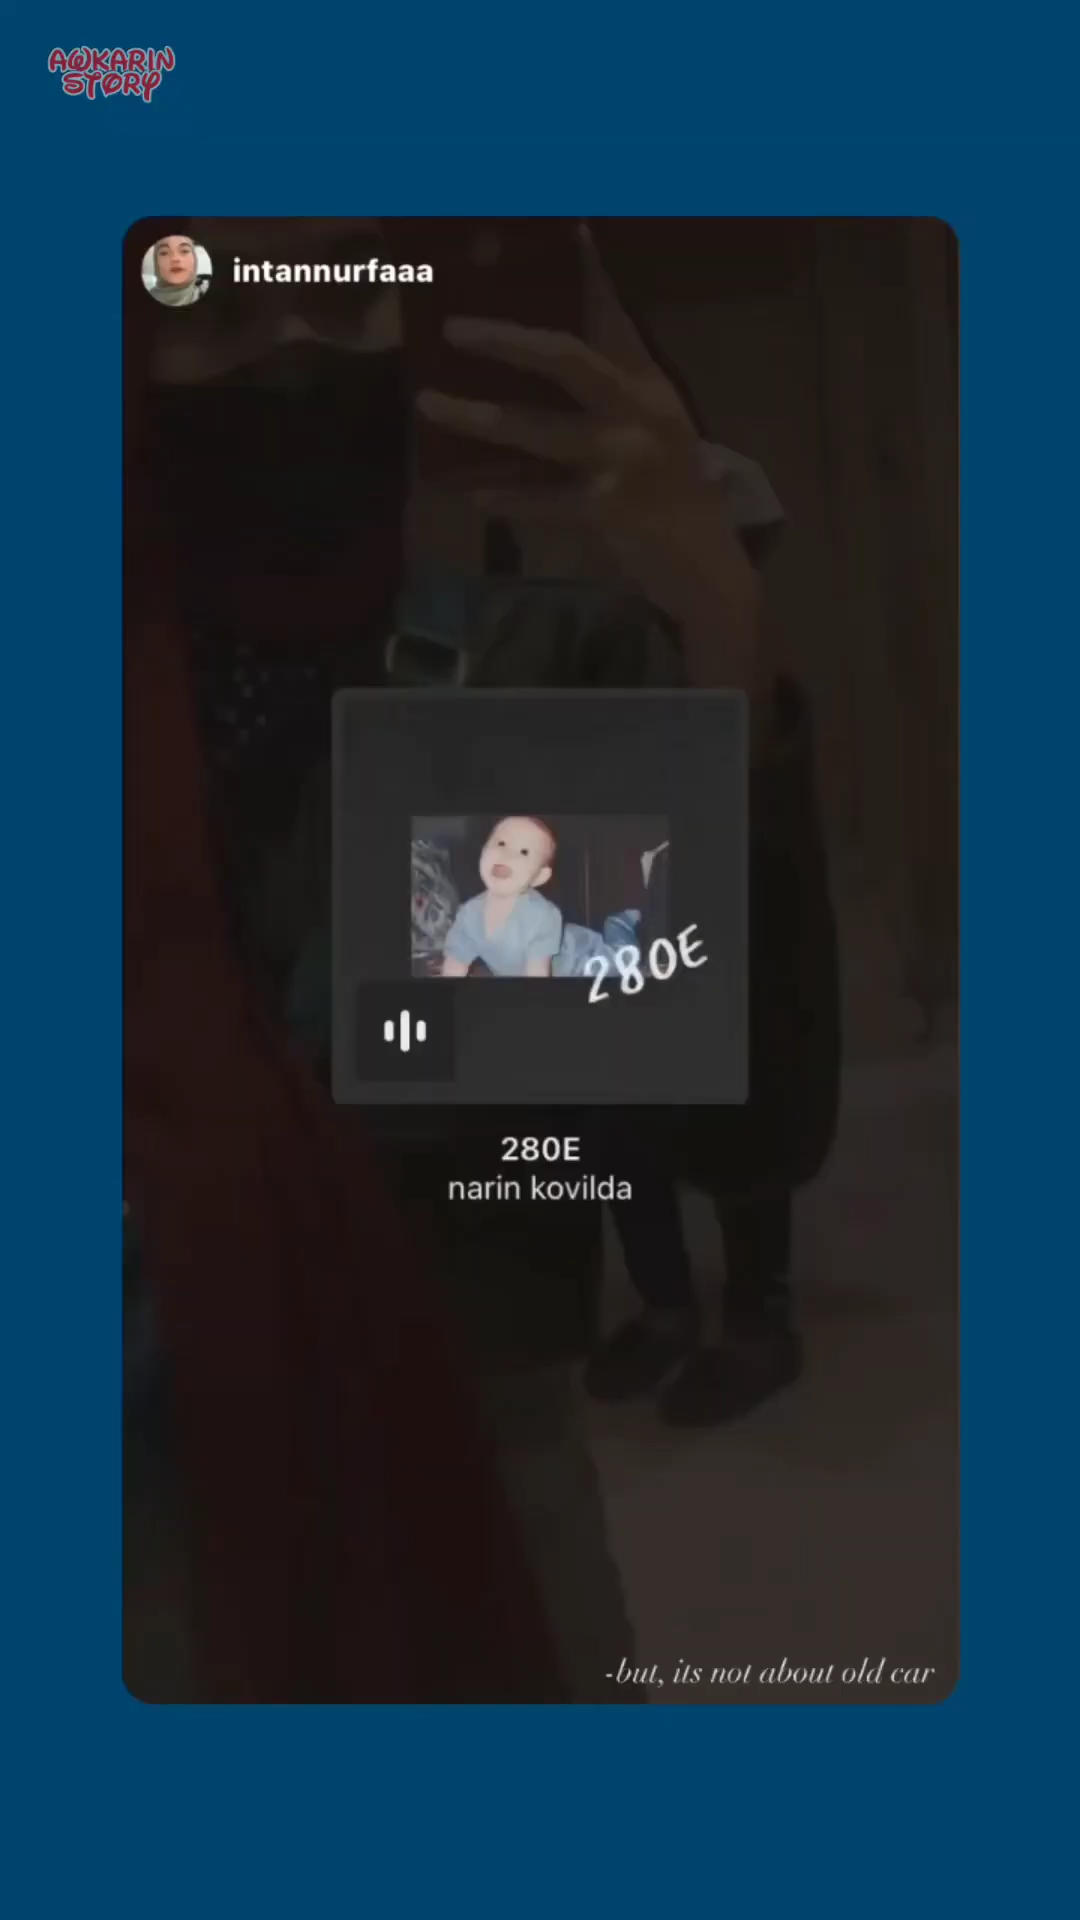 AWKARIN
STORY
intannurfaaa
280E
280E
narin kovilda
-but, its not about old car